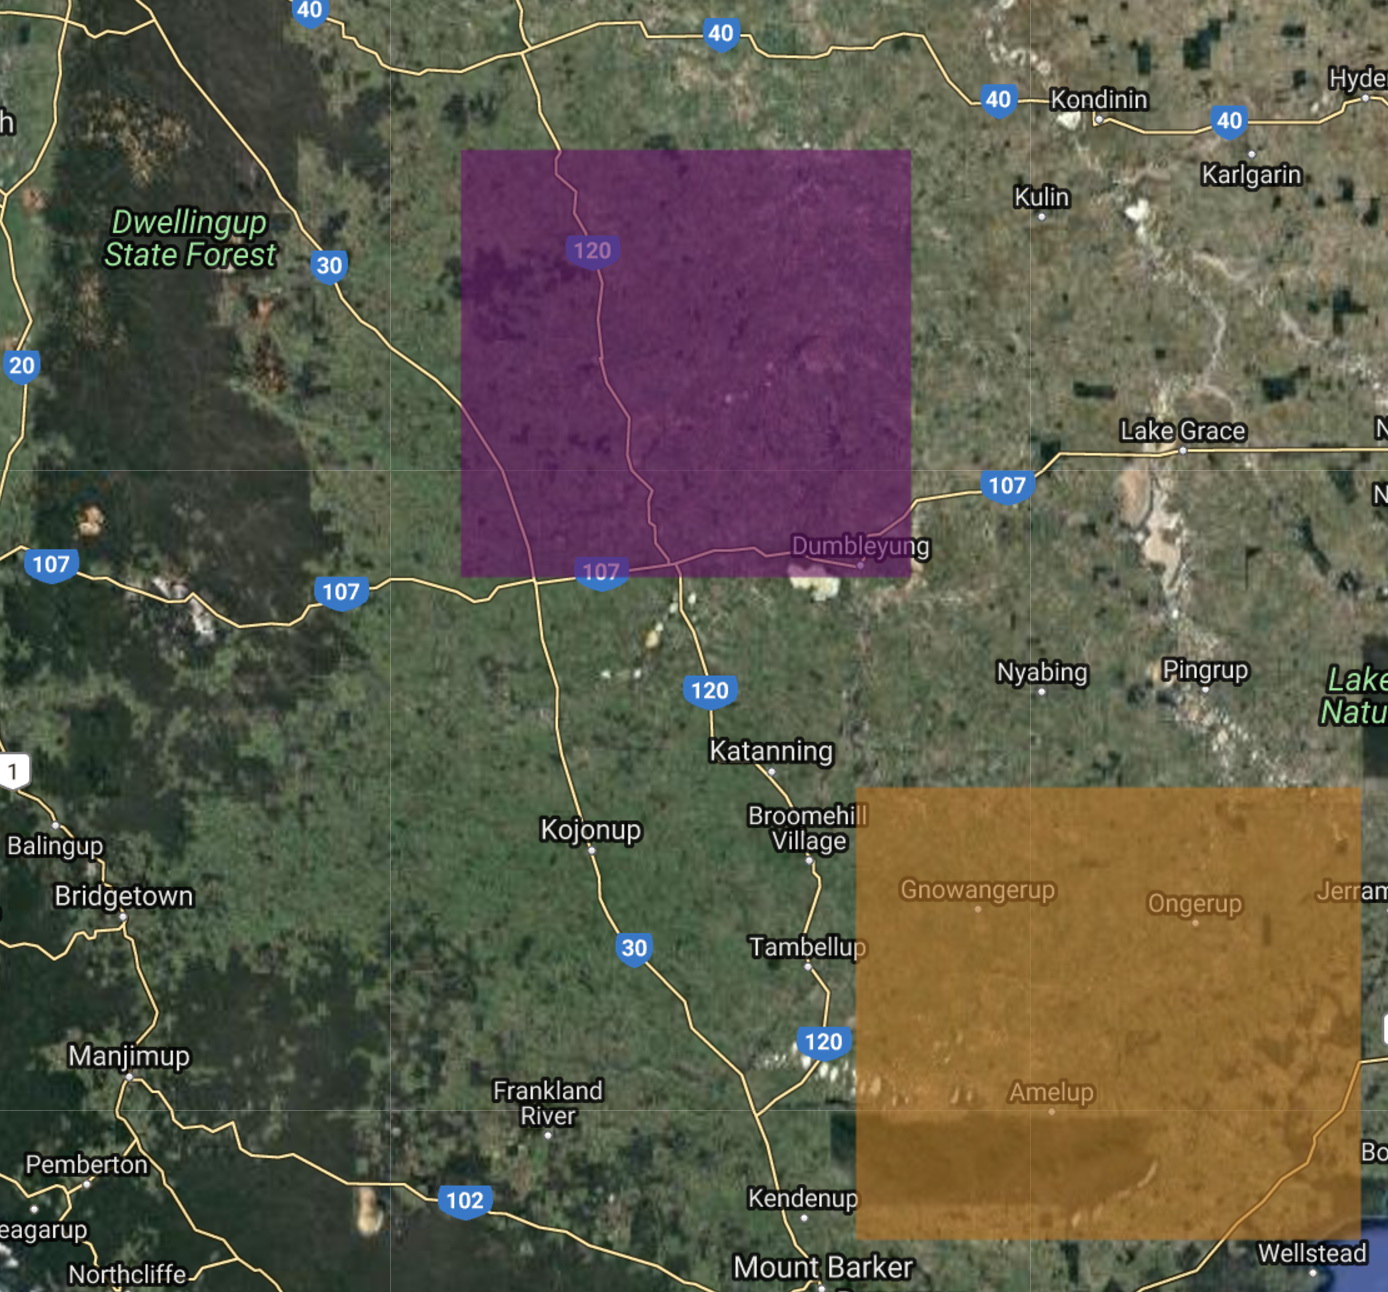 40
40
Hyde
40
Kondinin
40
h
Karlgarin
Kulin
Dwellingup
State Forest
120
30
20
Lake Grace
N
107
N
Dumbleyung
107
107
107
Nyabing
Pingrup
Lake
Natu
120
Katanning
1
Broomehill
Village
Kojonup
Balingup
Bridgetown
Gnowangerup
Ongerup
Jerram
30
Tambellup
120
Manjimup
Frankland
River
Amelup
Bo
Pemberton
102
Kendenup
eagarup
Wellstead
Mount Barker
Northcliffe